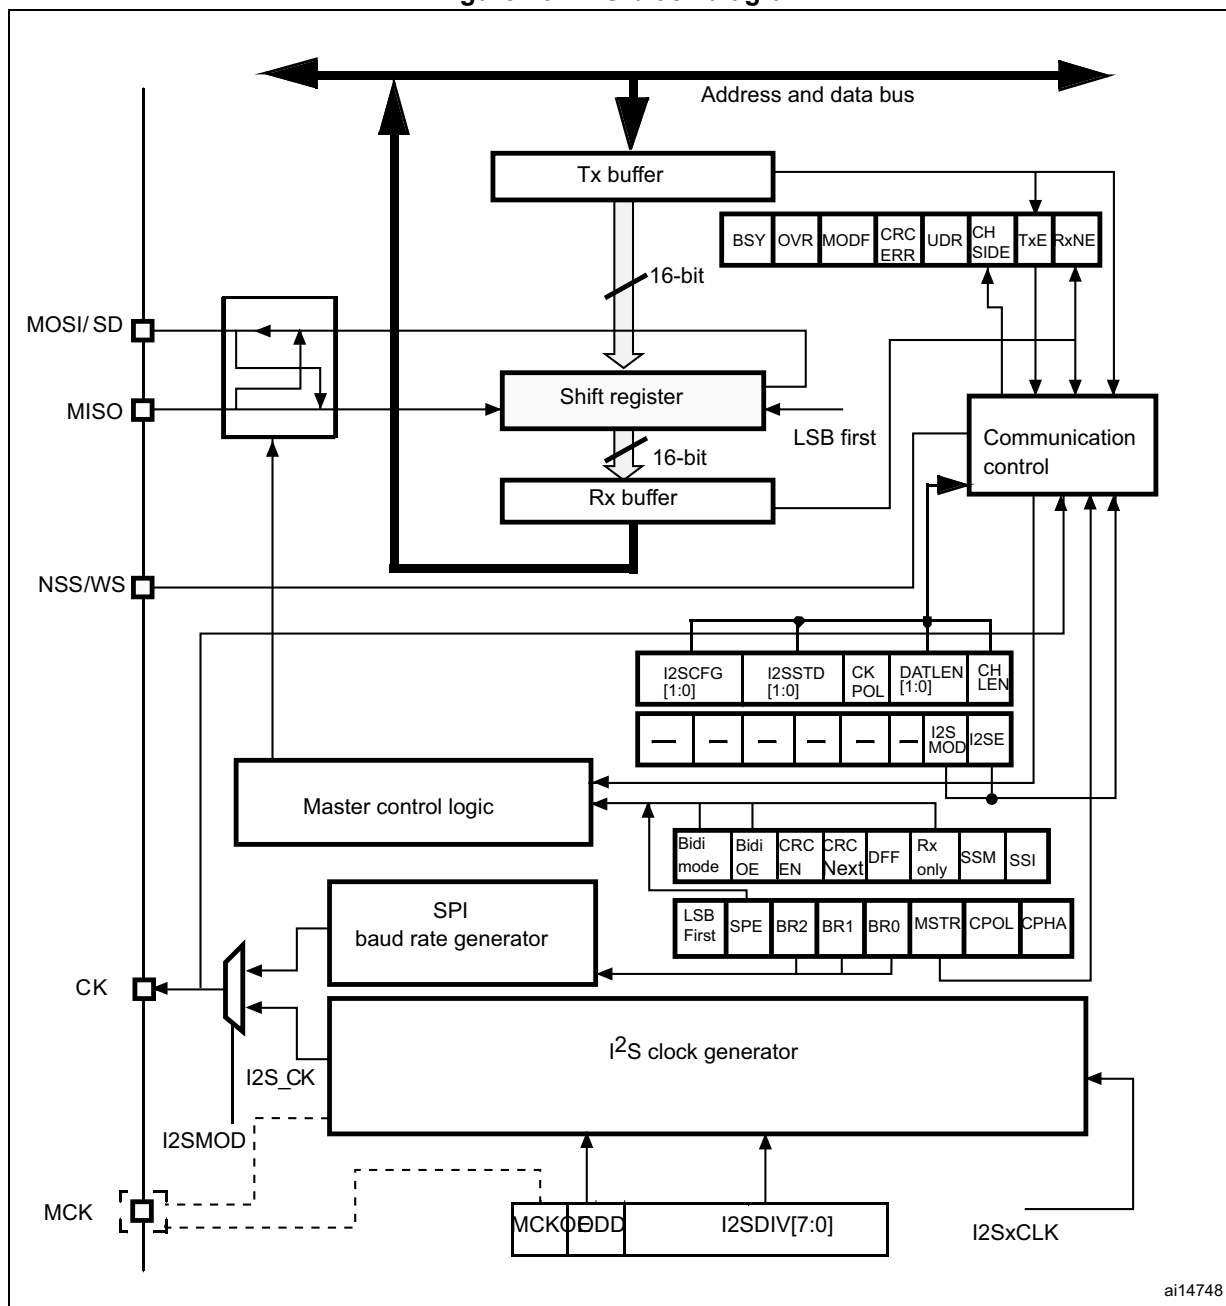 Address and data bus
Tx buffer
BSY OVR MODF CRC ERR UDR CH SIDE TxE RxNE
16-bit
MOSI/ SD
Shift register
MISO
LSB first
Communication control
16-bit
Rx buffer
NSS/WS
I2SCFG [1:0] I2SSTD [1:0] CK POL DATLEN [1:0] CH LEN
— — — — — — I2S MOD I2SE
Master control logic
Bidi mode Bidi OE CRC EN CRC Next DFF Rx only SSM SSI
SPI
baud rate generator
LSB First SPE BR2 BR1 BR0 MSTR CPOL CPHA
CK
I2S clock generator
I2S_CK
I2SMOD
MCK
MCKOE ODD I2SDIV[7:0]
I2SxCLK
ai14748